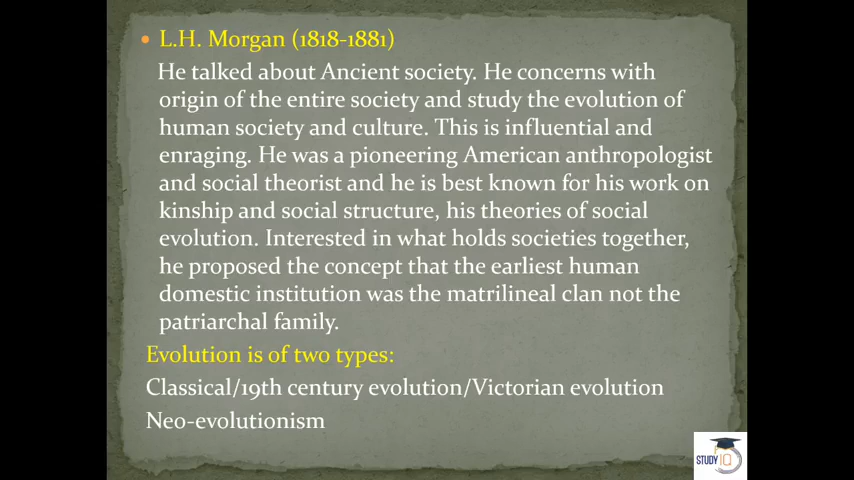 L.H. Morgan (1818-1881)
He talked about Ancient society. He concerns with
origin of the entire society and study the evolution of
human society and culture. This is influential and
enraging. He was a pioneering American anthropologist
and social theorist and he is best known for his work on
kinship and social structure, his theories of social
evolution. Interested in what holds societies together,
he proposed the concept that the earliest human
domestic institution was the matrilineal clan not the
patriarchal family.
Evolution is of two types:
Classical/19th century evolution/Victorian evolution
Neo-evolutionism
STUDY IQ